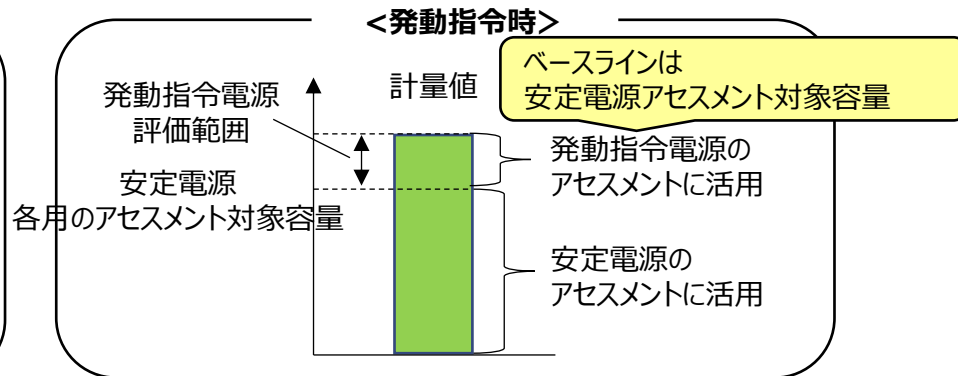 <発動指令時>
ベースラインは
安定電源アセスメント対象容量
計量値
発動指令電源
評価範囲
発動指令電源の
アセスメントに活用
安定電源
各用のアセスメント対象容量
安定電源の
アセスメントに活用